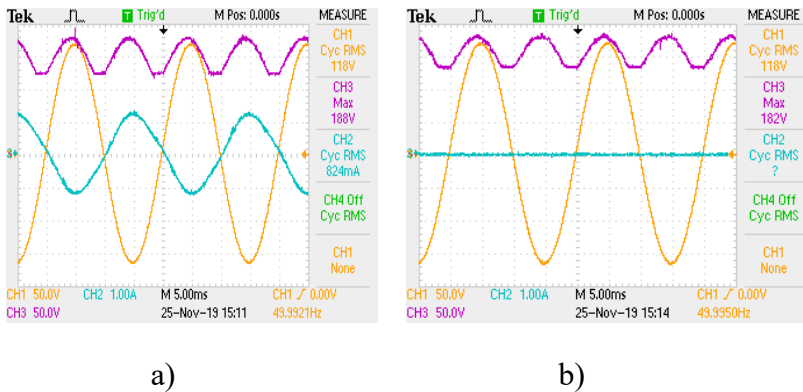 Tek T Trig'd M Pos: 0.000s MEASURE
CH1
Cyc RMS
118V
CH3
Max
188V
CH2
Cyc RMS
824mA
CH4 Off
Cyc RMS
CH1
None
CH1 50.0V CH2 1.00A M 5.00ms CH1 / 0.00V
CH3 50.0V 25-Nov-19 15:11 49.9921Hz
a)
Tek T Trig'd M Pos: 0.000s MEASURE
CH1
Cyc RMS
118V
CH3
Max
182V
CH2
Cyc RMS
?
CH4 Off
Cyc RMS
CH1
None
CH1 50.0V CH2 1.00A M 5.00ms CH1 / 0.00V
CH3 50.0V 25-Nov-19 15:14 49.9950Hz
b)